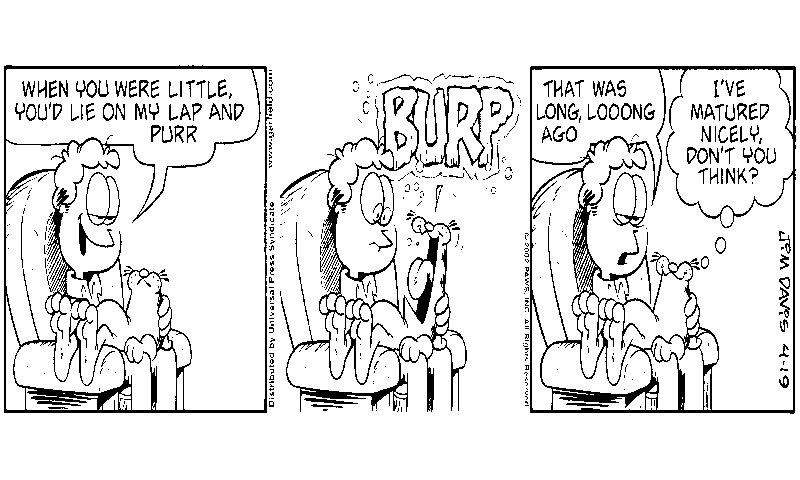 WHEN YOU WERE LITTLE,
YOU'D LIE ON MY LAP AND
PURR
www.garfield.com
Distributed by Universal Press Syndicate
BURP
THAT WAS
LONG, LOOONG
AGO
I'VE
MATURED
NICELY,
DON'T YOU
THINK?
© 2002 PAWS, INC. All Rights Reserved
JIM DAVIS 4-19